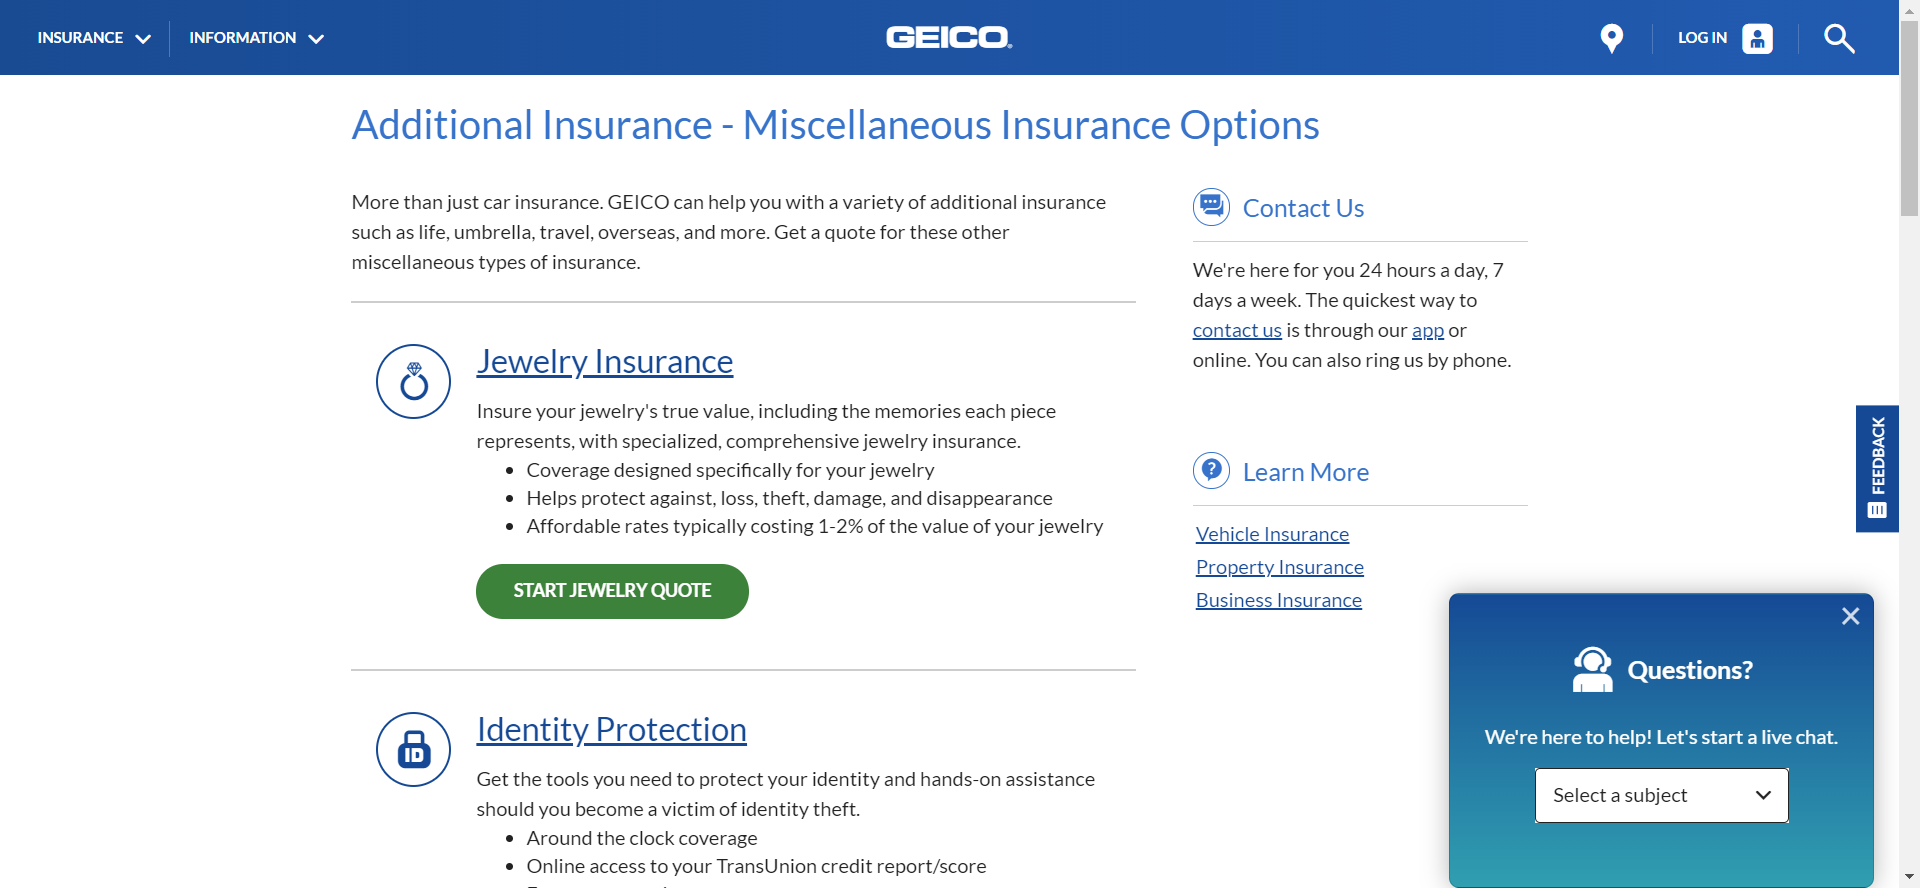 INSURANCE
INFORMATION
GEICO
LOG IN
Additional Insurance - Miscellaneous Insurance Options
More than just car insurance. GEICO can help you with a variety of additional insurance
such as life, umbrella, travel, overseas, and more. Get a quote for these other
miscellaneous types of insurance.
Jewelry Insurance
Insure your jewelry's true value, including the memories each piece
represents, with specialized, comprehensive jewelry insurance.
• Coverage designed specifically for your jewelry
• Helps protect against, loss, theft, damage, and disappearance
• Affordable rates typically costing 1-2% of the value of your jewelry
START JEWELRY QUOTE
ID
Identity Protection
Get the tools you need to protect your identity and hands-on assistance
should you become a victim of identity theft.
• Around the clock coverage
• Online access to your TransUnion credit report/score
Contact Us
We're here for you 24 hours a day, 7
days a week. The quickest way to
contact us is through our app or
online. You can also ring us by phone.
Learn More
Vehicle Insurance
Property Insurance
Business Insurance
FEEDBACK
Questions?
We're here to help! Let's start a live chat.
Select a subject